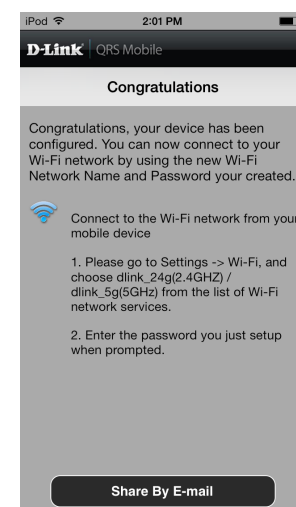 iPod 2:01 PM
D-Link QRS Mobile
Congratulations
Congratulations, your device has been
configured. You can now connect to your
Wi-Fi network by using the new Wi-Fi
Network Name and Password your created.
Connect to the Wi-Fi network from your
mobile device
1. Please go to Settings -> Wi-Fi, and
choose dlink_24g(2.4GHZ) /
dlink_5g(5GHz) from the list of Wi-Fi
network services.
2. Enter the password you just setup
when prompted.
Share By E-mail